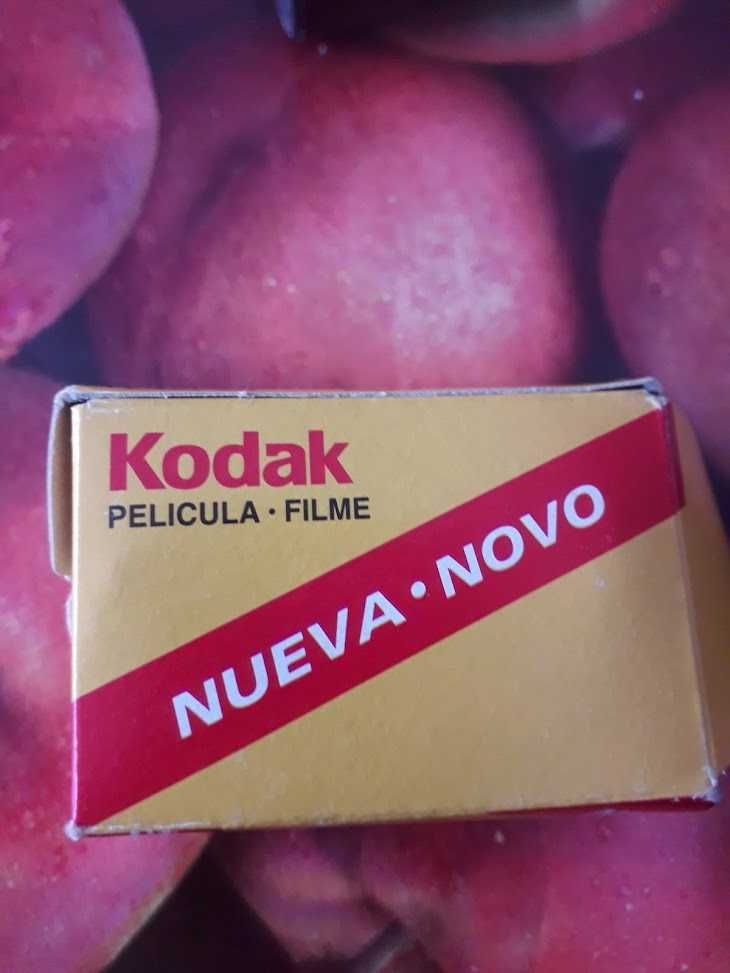 Kodak
PELICULA · FILME
NUEVA · NOVO